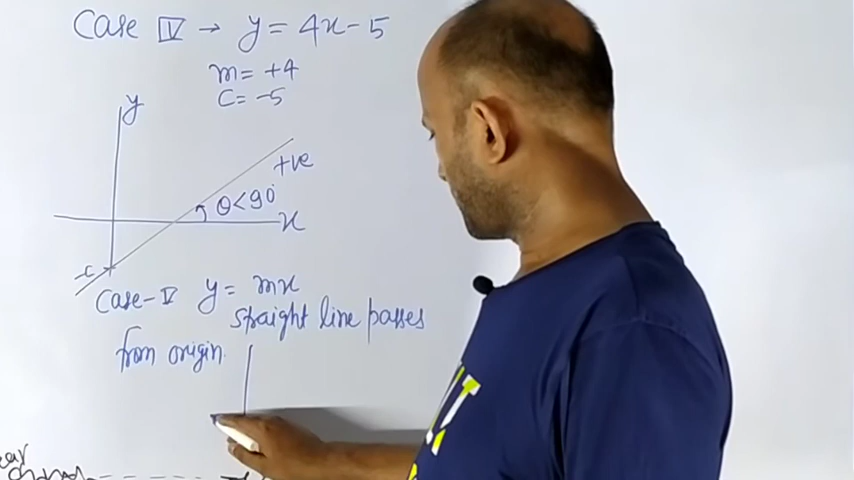 Case IV → y = 4x - 5
m = +4
c = -5
y
+ve
θ < 90°
x
-c
Case - V y = mx
straight line passes
from origin.